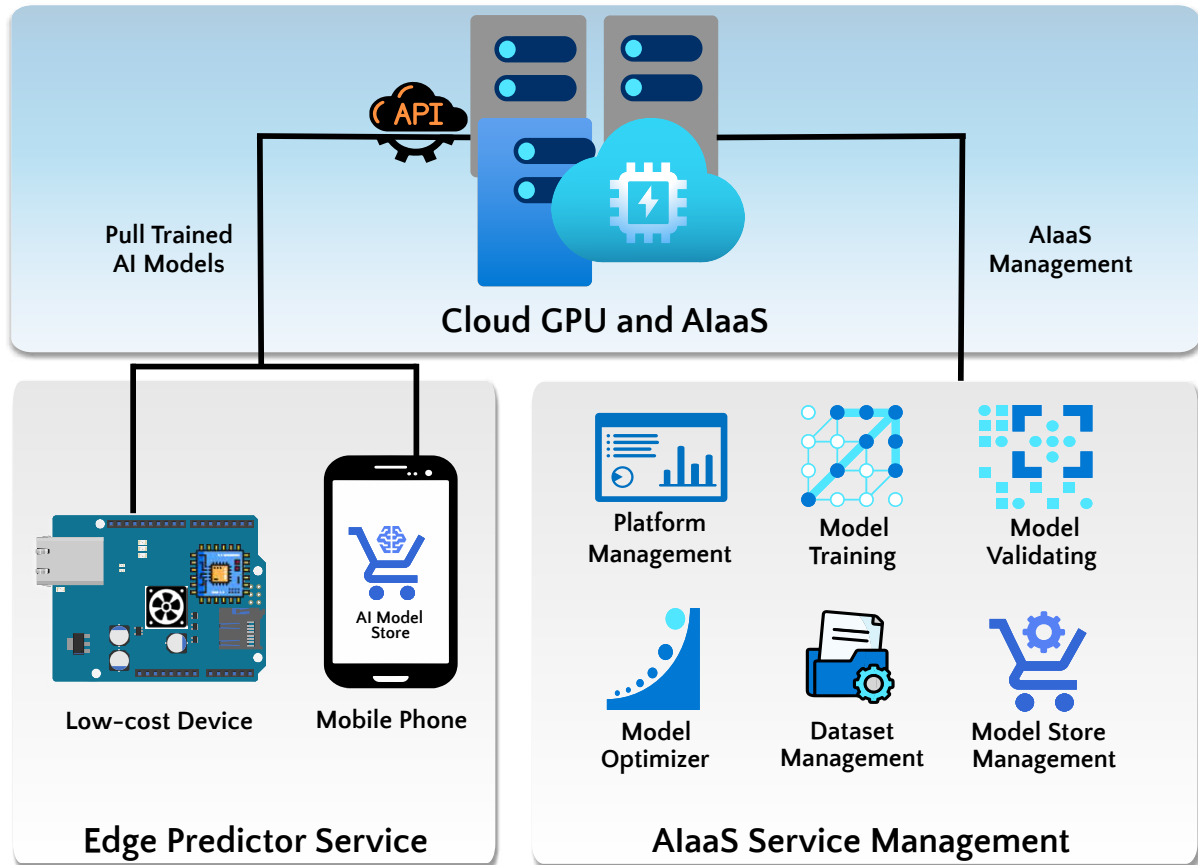 API
Pull Trained
AI Models
AIaaS
Management
Cloud GPU and AIaaS
AI Model
Store
Low-cost Device
Mobile Phone
Edge Predictor Service
Platform
Management
Model
Training
Model
Validating
Model
Optimizer
Dataset
Management
Model Store
Management
AIaaS Service Management